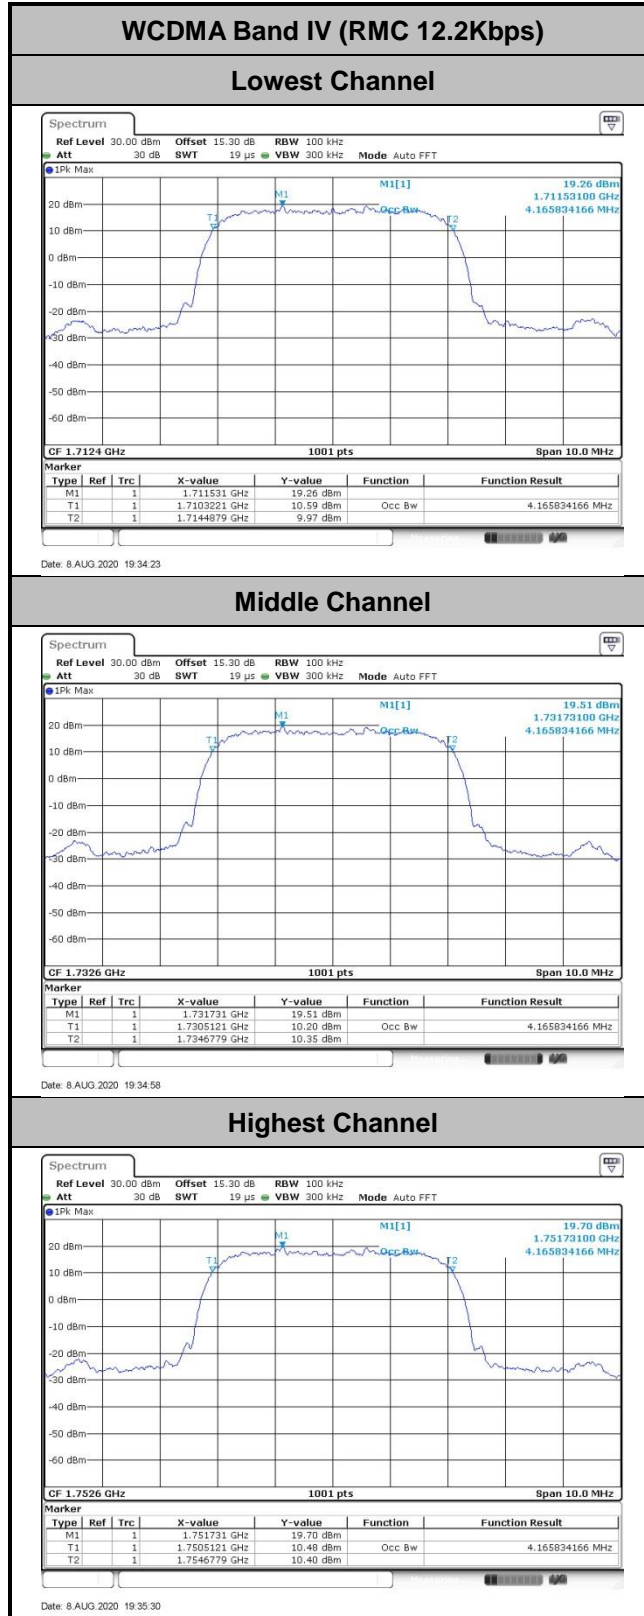 WCDMA Band IV (RMC 12.2Kbps)
Lowest Channel
Spectrum
Ref Level 30.00 dBm Offset 15.30 dB RBW 100 kHz
Att 30 dB SWT 19 µs VBW 300 kHz Mode Auto FFT
1Pk Max
M1[1] 19.26 dBm
1.71153100 GHz
Occ Bw 4.165834166 MHz
M1
T1
T2
20 dBm
10 dBm
0 dBm
-10 dBm
-20 dBm
-30 dBm
-40 dBm
-50 dBm
-60 dBm
CF 1.7124 GHz 1001 pts Span 10.0 MHz
Marker
Type Ref Trc X-value Y-value Function Function Result
M1 1 1.711531 GHz 19.26 dBm
T1 1 1.7103221 GHz 10.59 dBm Occ Bw 4.165834166 MHz
T2 1 1.7144879 GHz 9.97 dBm
Date: 8.AUG.2020 19:34:23
Middle Channel
Spectrum
Ref Level 30.00 dBm Offset 15.30 dB RBW 100 kHz
Att 30 dB SWT 19 µs VBW 300 kHz Mode Auto FFT
1Pk Max
M1[1] 19.51 dBm
1.73173100 GHz
Occ Bw 4.165834166 MHz
M1
T1
T2
20 dBm
10 dBm
0 dBm
-10 dBm
-20 dBm
-30 dBm
-40 dBm
-50 dBm
-60 dBm
CF 1.7326 GHz 1001 pts Span 10.0 MHz
Marker
Type Ref Trc X-value Y-value Function Function Result
M1 1 1.731731 GHz 19.51 dBm
T1 1 1.7305121 GHz 10.20 dBm Occ Bw 4.165834166 MHz
T2 1 1.7346779 GHz 10.35 dBm
Date: 8.AUG.2020 19:34:58
Highest Channel
Spectrum
Ref Level 30.00 dBm Offset 15.30 dB RBW 100 kHz
Att 30 dB SWT 19 µs VBW 300 kHz Mode Auto FFT
1Pk Max
M1[1] 19.70 dBm
1.75173100 GHz
Occ Bw 4.165834166 MHz
M1
T1
T2
20 dBm
10 dBm
0 dBm
-10 dBm
-20 dBm
-30 dBm
-40 dBm
-50 dBm
-60 dBm
CF 1.7526 GHz 1001 pts Span 10.0 MHz
Marker
Type Ref Trc X-value Y-value Function Function Result
M1 1 1.751731 GHz 19.70 dBm
T1 1 1.7505121 GHz 10.48 dBm Occ Bw 4.165834166 MHz
T2 1 1.7546779 GHz 10.40 dBm
Date: 8.AUG.2020 19:35:30